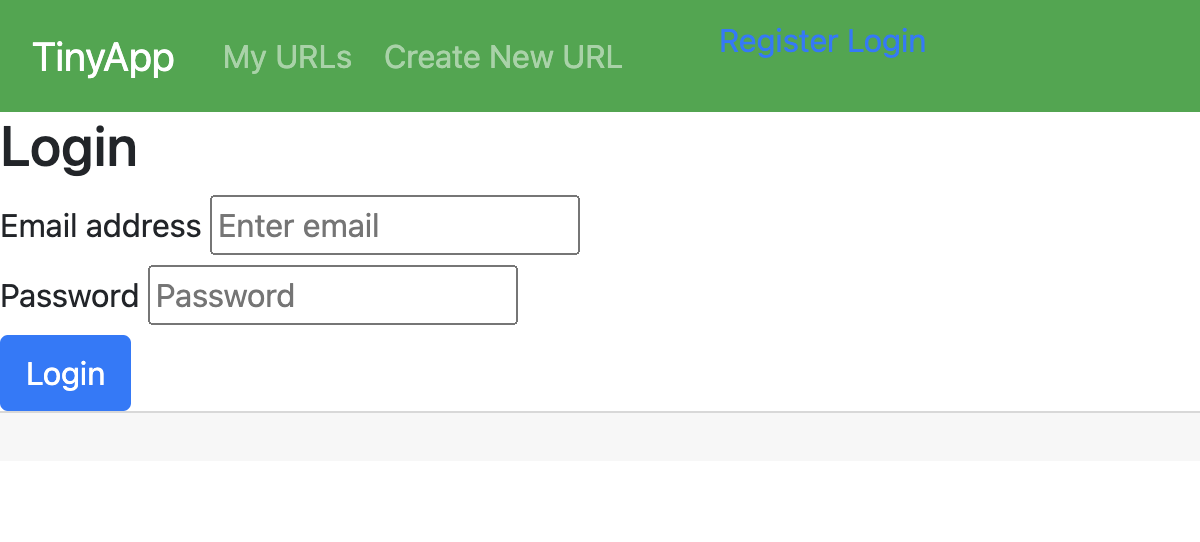 TinyApp My URLs Create New URL Register Login
Login
Email address Enter email
Password Password
Login